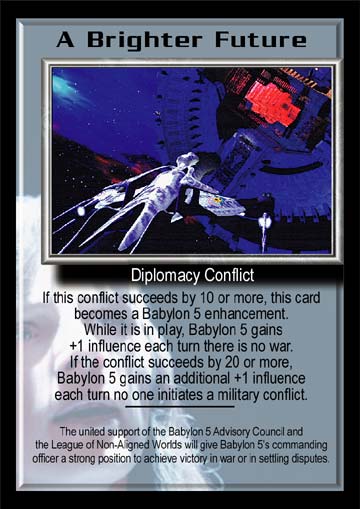 A Brighter Future
Diplomacy Conflict
If this conflict succeeds by 10 or more, this card
becomes a Babylon 5 enhancement.
While it is in play, Babylon 5 gains
+1 influence each turn there is no war.
If the conflict succeeds by 20 or more,
Babylon 5 gains an additional +1 influence
each turn no one initiates a military conflict.
The united support of the Babylon 5 Advisory Council and
the League of Non-Aligned Worlds will give Babylon 5's commanding
officer a strong position to achieve victory in war or in settling disputes.